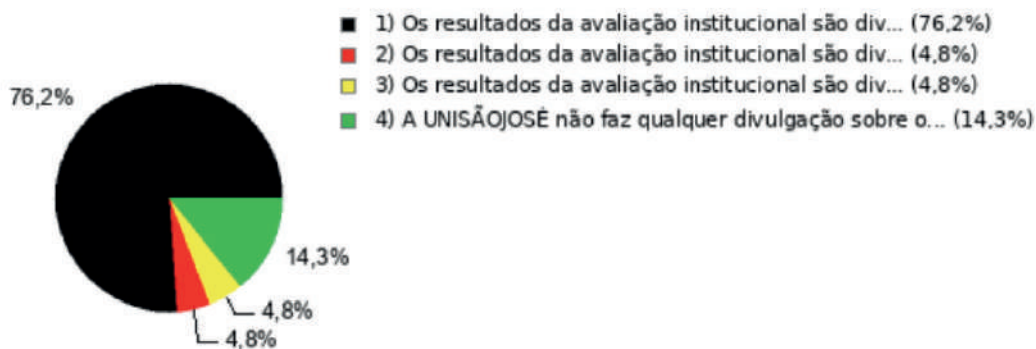 1) Os resultados da avaliação institucional são div... (76,2%)
2) Os resultados da avaliação institucional são div... (4,8%)
3) Os resultados da avaliação institucional são div... (4,8%)
4) A UNISÃOJOSÉ não faz qualquer divulgação sobre o... (14,3%)
76,2%
14,3%
4,8%
4,8%